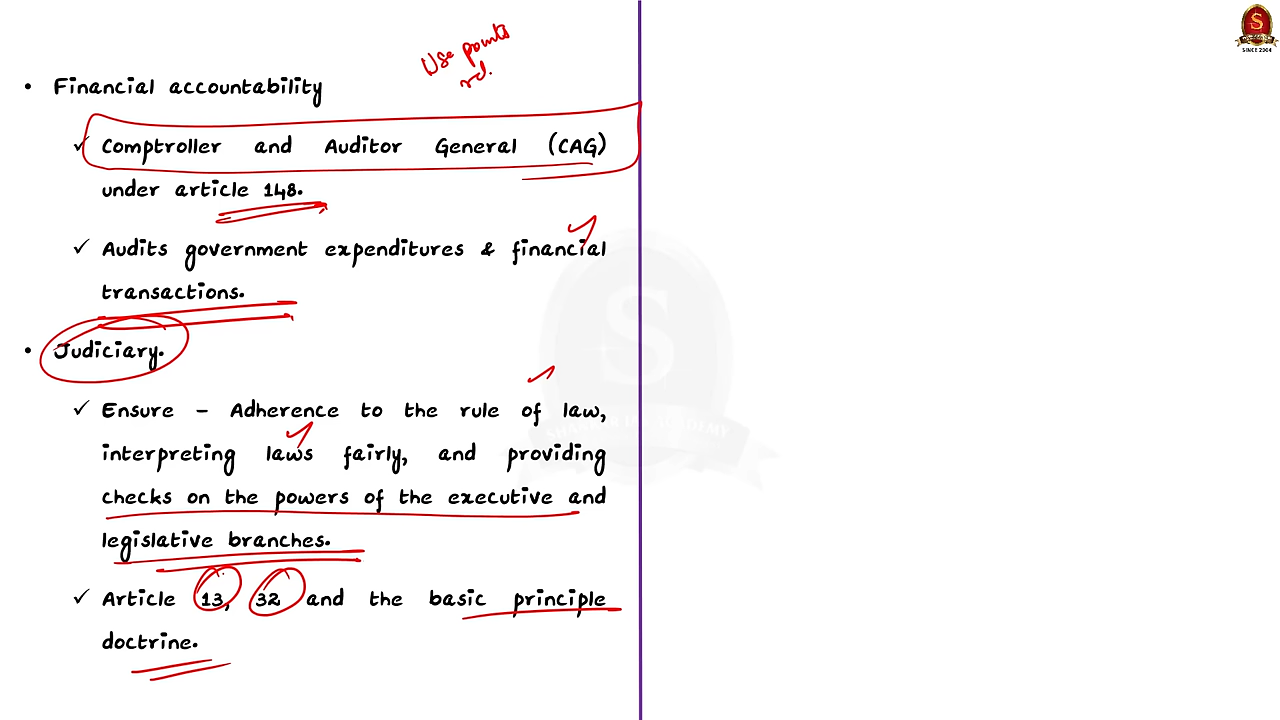 Use points
rd.
• Financial accountability
✓ Comptroller and Auditor General (CAG)
under article 148.
✓ Audits government expenditures & financial
transactions.
• Judiciary.
✓ Ensure – Adherence to the rule of law,
interpreting laws fairly, and providing
checks on the powers of the executive and
legislative branches.
✓ Article 13, 32 and the basic principle
doctrine.
S
SINCE 2004